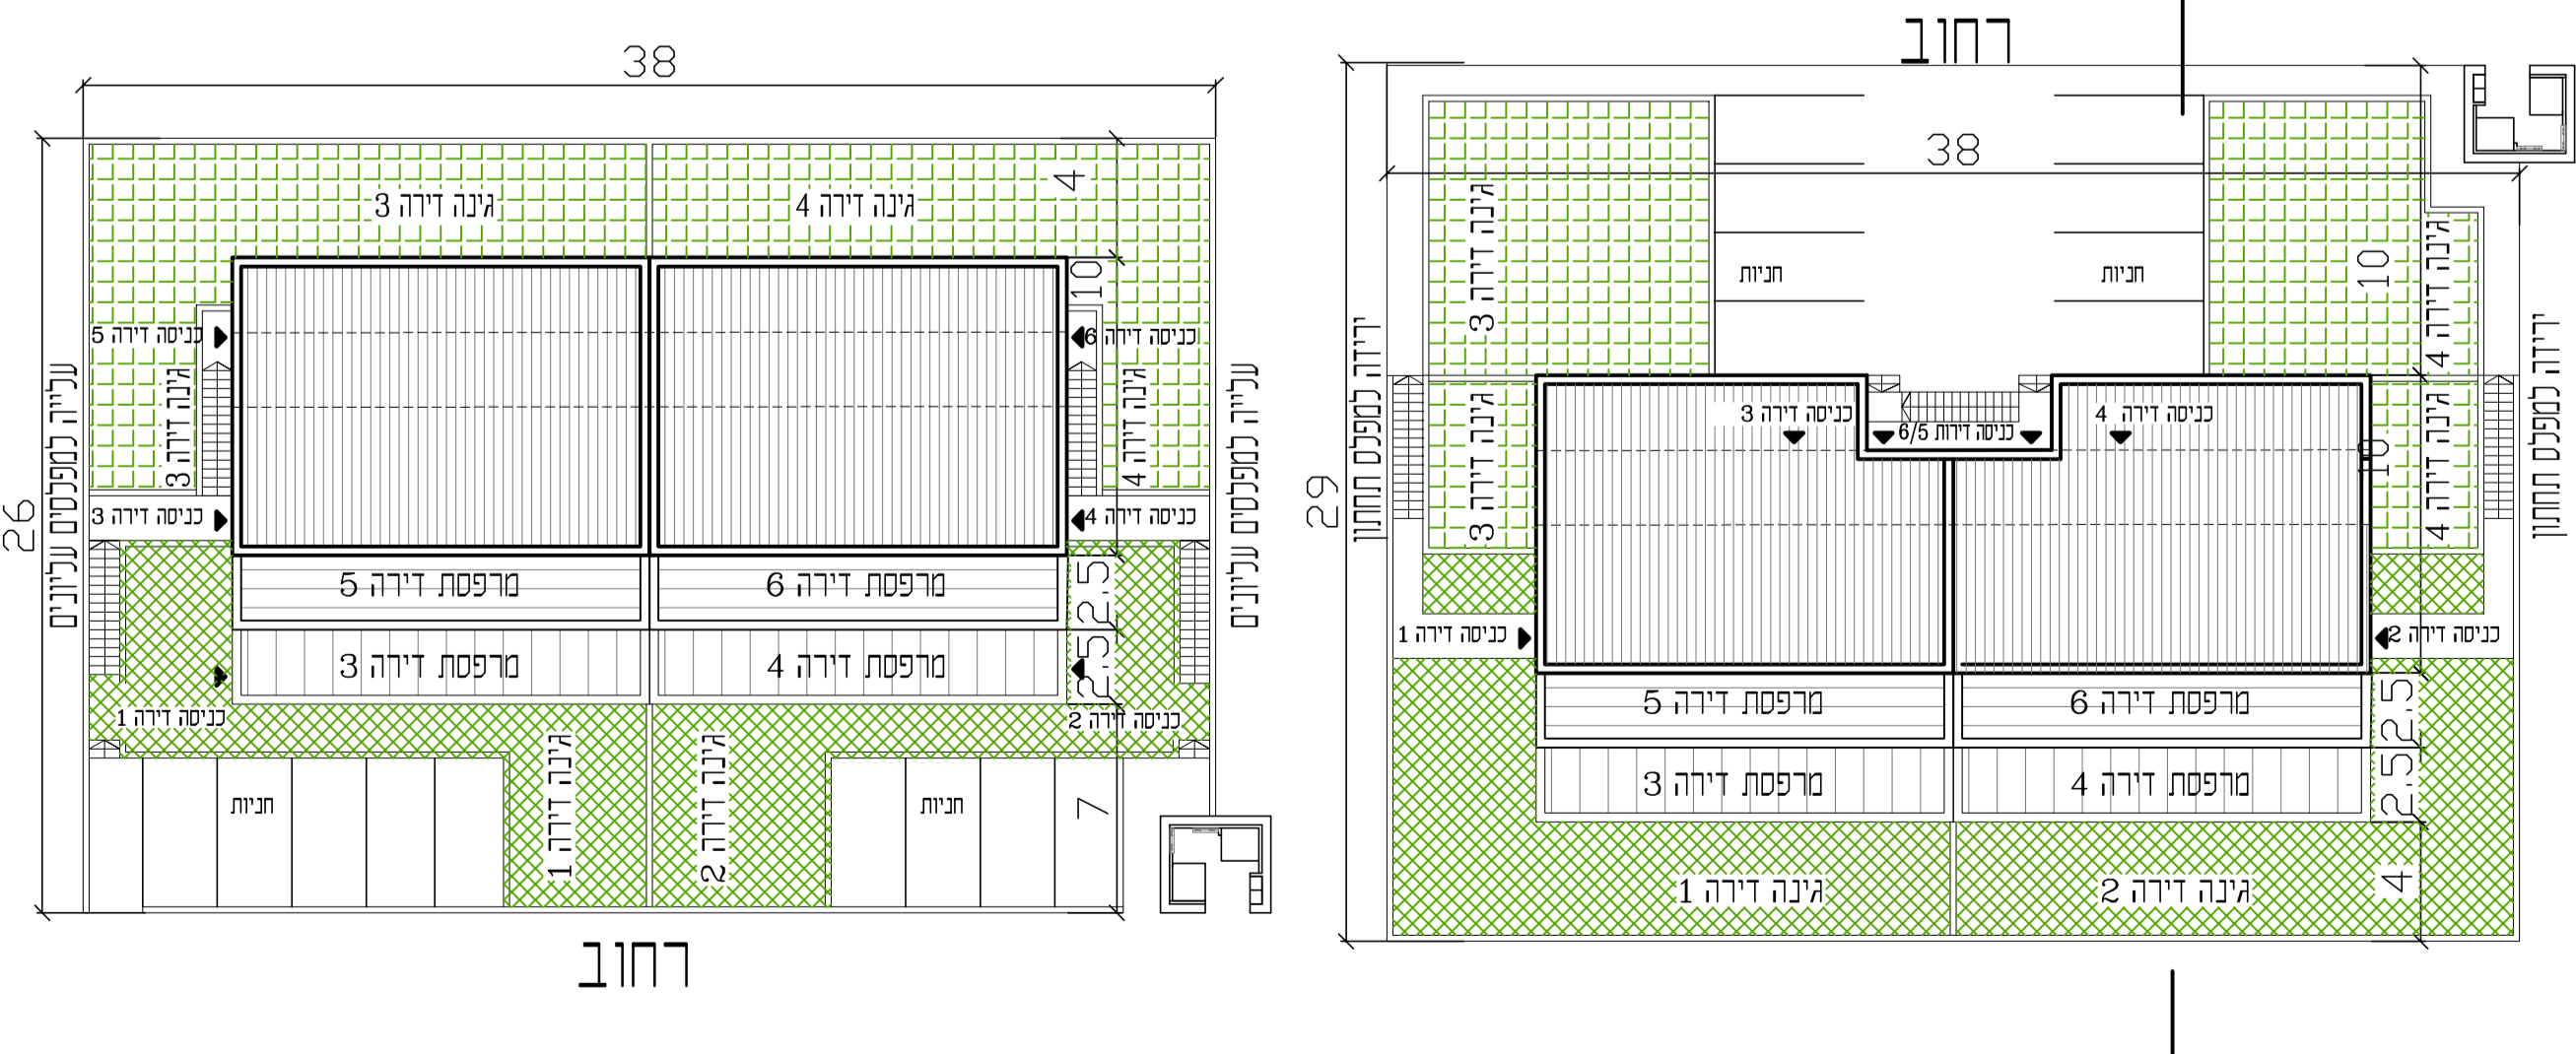 38
26
4
גינה דירה 3
גינה דירה 4
10
כניסה דירה 5
כניסה דירה 6
עלייה למפלסים עליונים
גינה דירה 3
גינה דירה 4
עלייה למפלסים עליונים
כניסה דירה 3
כניסה דירה 4
מרפסת דירה 5
מרפסת דירה 6
2.5
מרפסת דירה 3
מרפסת דירה 4
2.5
כניסה דירה 1
כניסה דירה 2
גינה דירה 1
גינה דירה 2
חניות
חניות
7
רחוב
רחוב
38
29
גינה דירה 3
חניות
חניות
10
גינה דירה 4
ירידה למפלס תחתון
ירידה למפלס תחתון
גינה דירה 3
כניסה דירה 3
כניסה דירות 6/5
כניסה דירה 4
10
גינה דירה 4
כניסה דירה 1
כניסה דירה 2
מרפסת דירה 5
מרפסת דירה 6
2.5
מרפסת דירה 3
מרפסת דירה 4
2.5
גינה דירה 1
גינה דירה 2
4